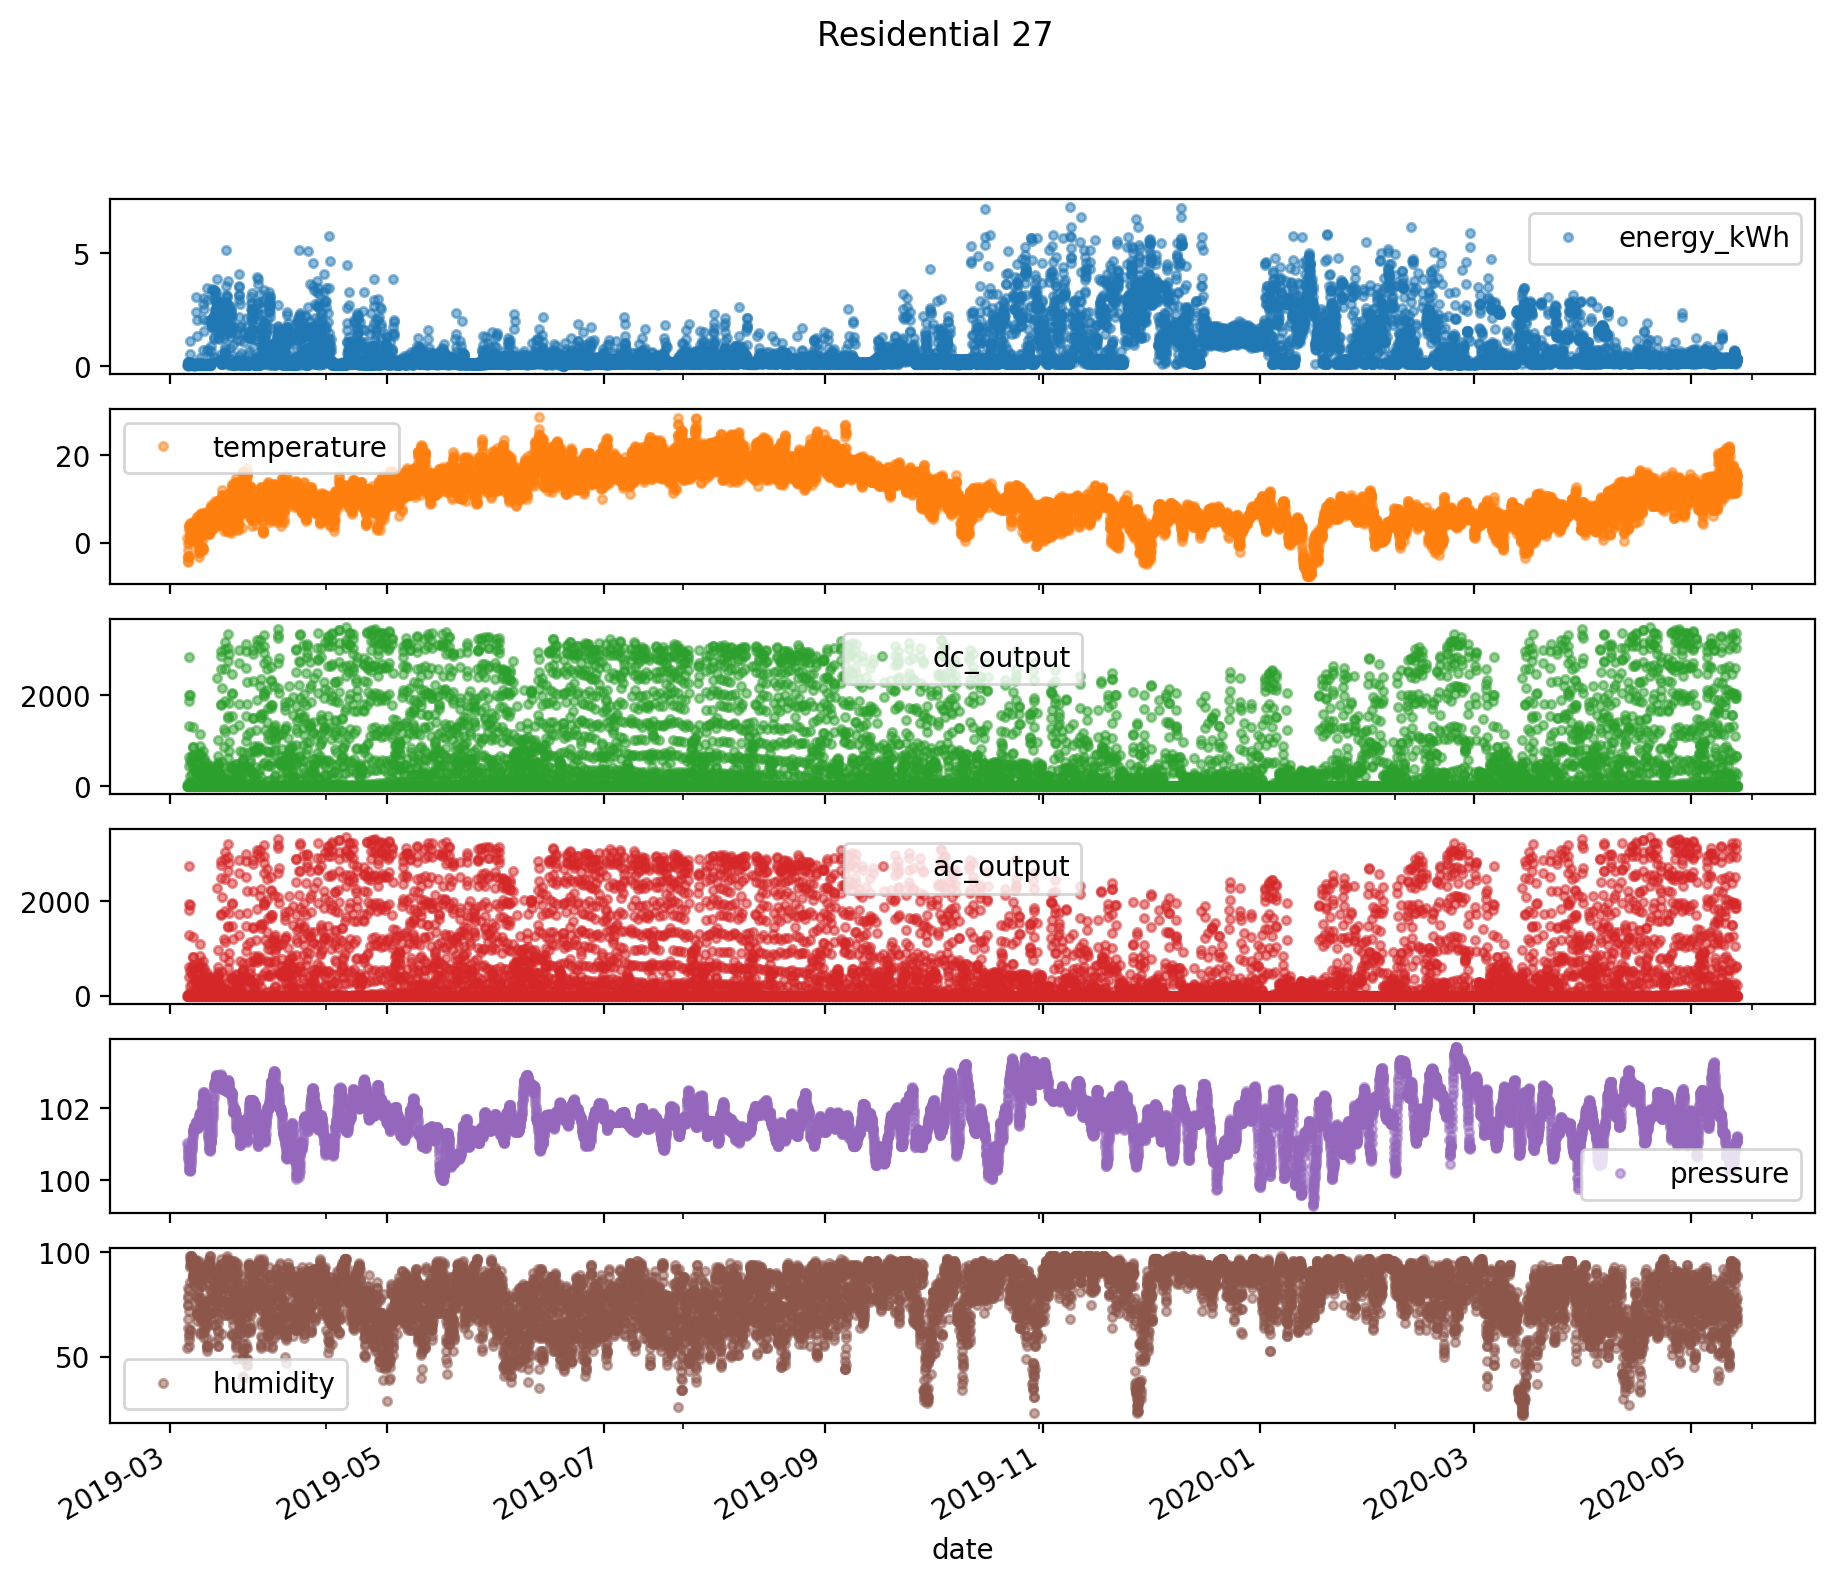 Residential 27
5
0
energy_kWh
20
0
temperature
2000
0
dc_output
2000
0
ac_output
102
100
pressure
100
50
humidity
2019-03
2019-05
2019-07
2019-09
2019-11
2020-01
2020-03
2020-05
date